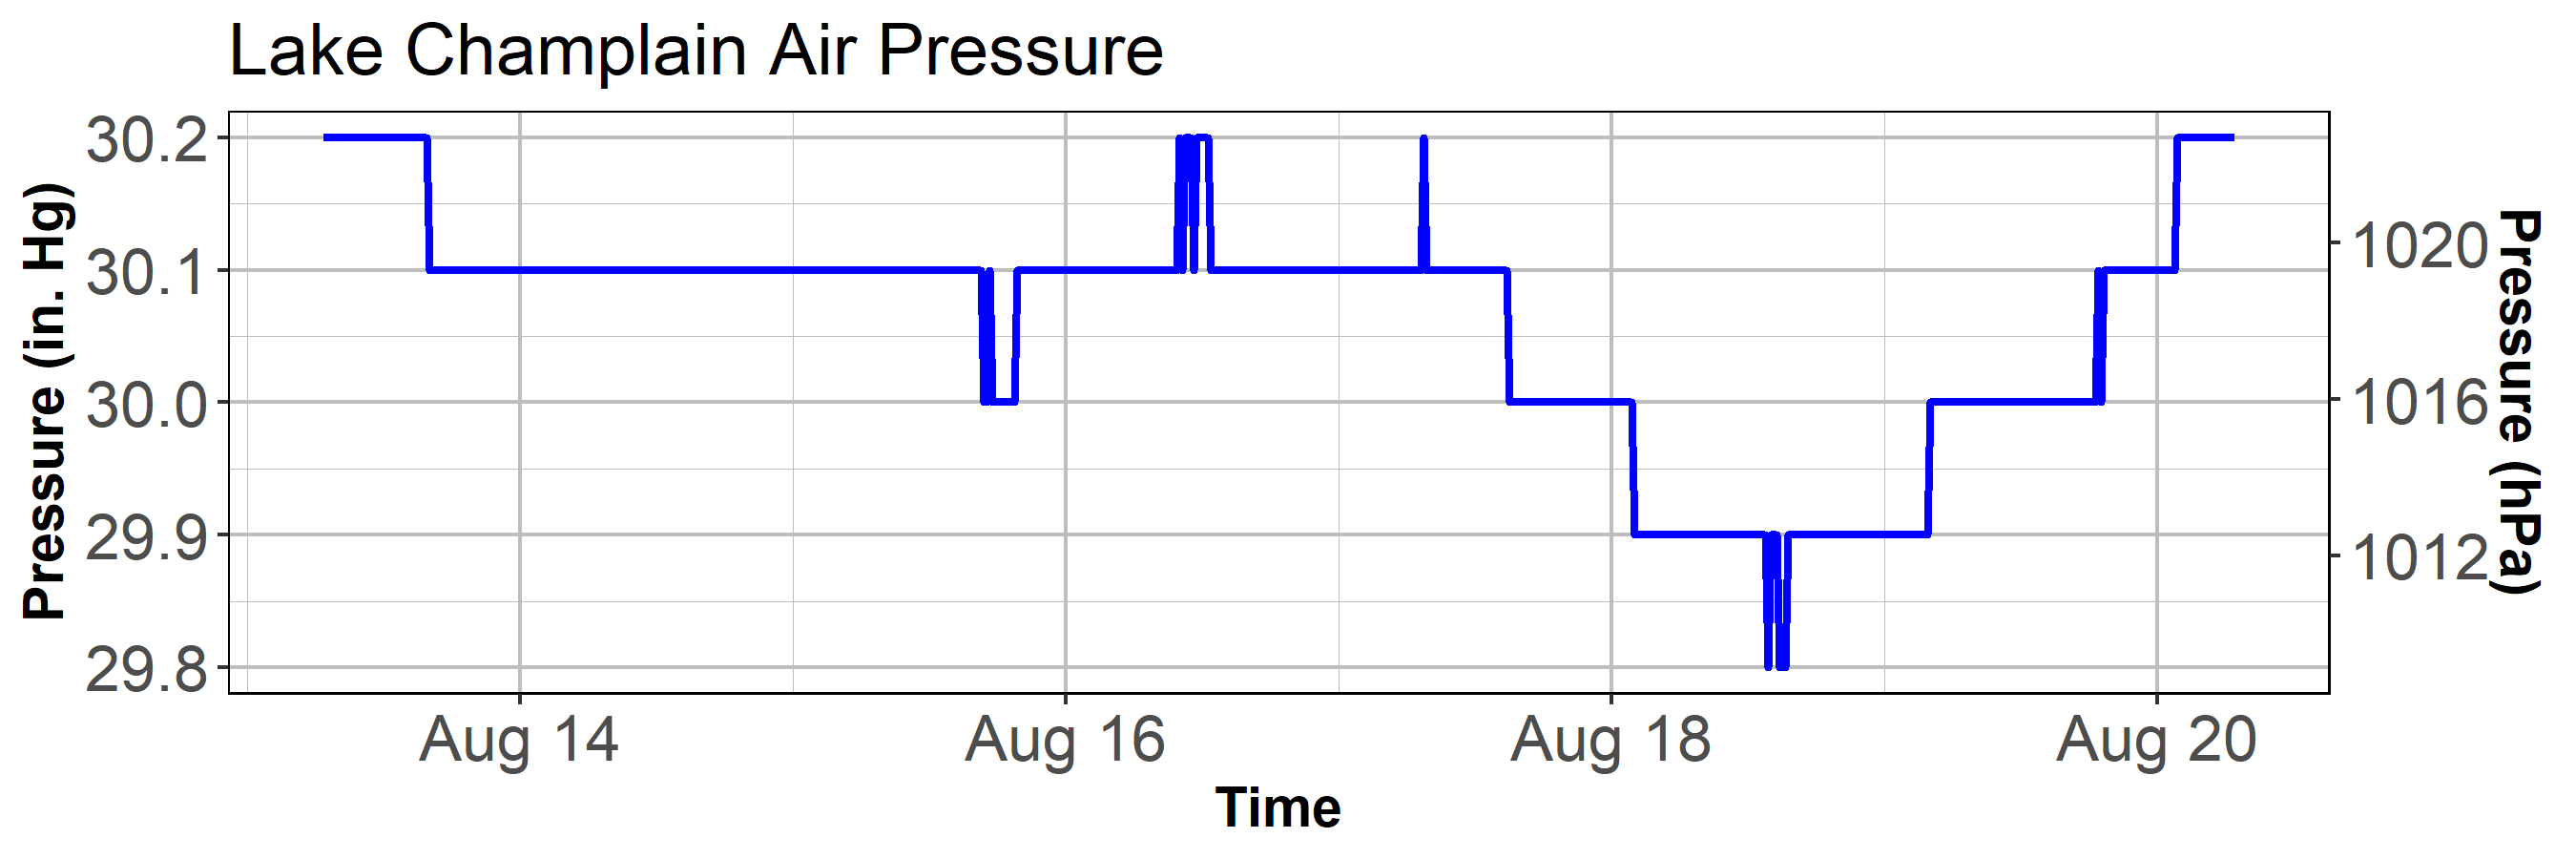 Lake Champlain Air Pressure
Pressure (in. Hg)
30.2
30.1
30.0
29.9
29.8
1020
1016
1012
Pressure (hPa)
Aug 14 Aug 16 Aug 18 Aug 20
Time